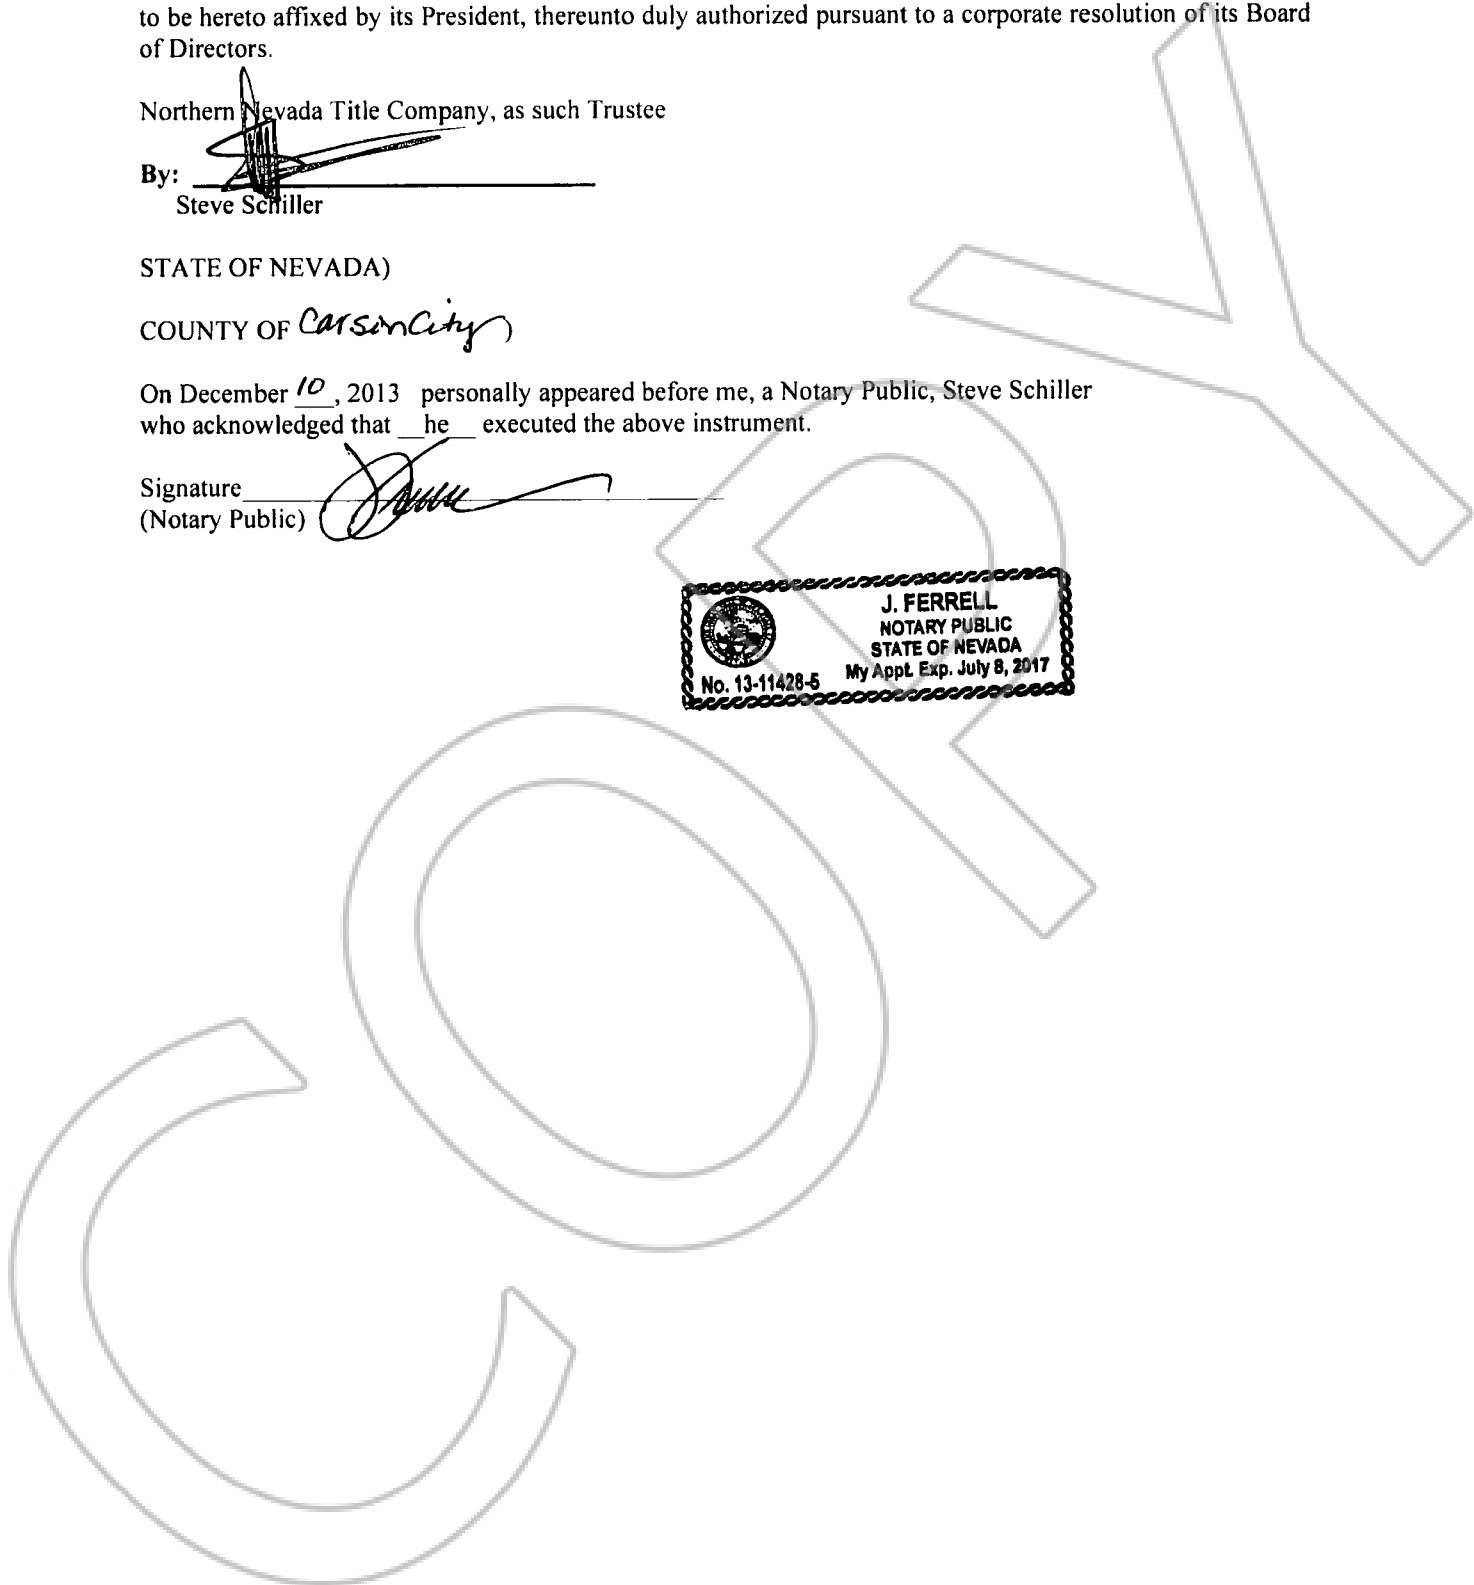 to be hereto affixed by its President, thereunto duly authorized pursuant to a corporate resolution of its Board
of Directors.
Northern Nevada Title Company, as such Trustee
By:
Steve Schiller
STATE OF NEVADA)
COUNTY OF Carson City )
On December 10, 2013 personally appeared before me, a Notary Public, Steve Schiller
who acknowledged that __he__ executed the above instrument.
Signature
(Notary Public)
J. FERRELL
NOTARY PUBLIC
STATE OF NEVADA
My Appt. Exp. July 8, 2017
No. 13-11428-5
COPY